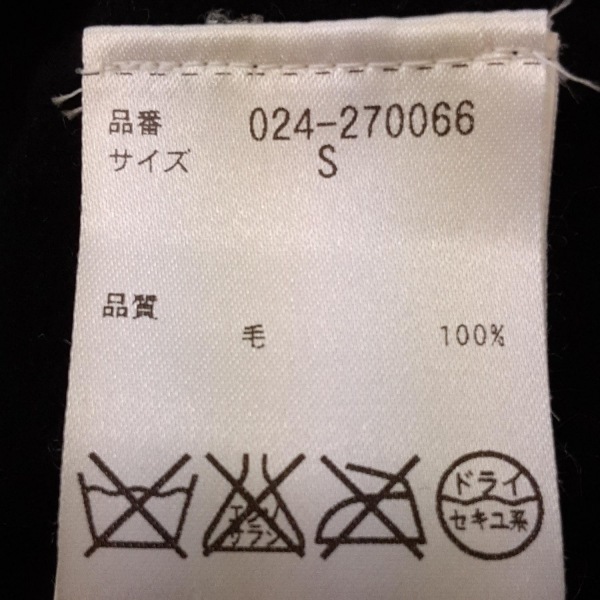 品番 024-270066
サイズ S
品質
毛 100%
エンソ サラシ
ドライ
セキユ系